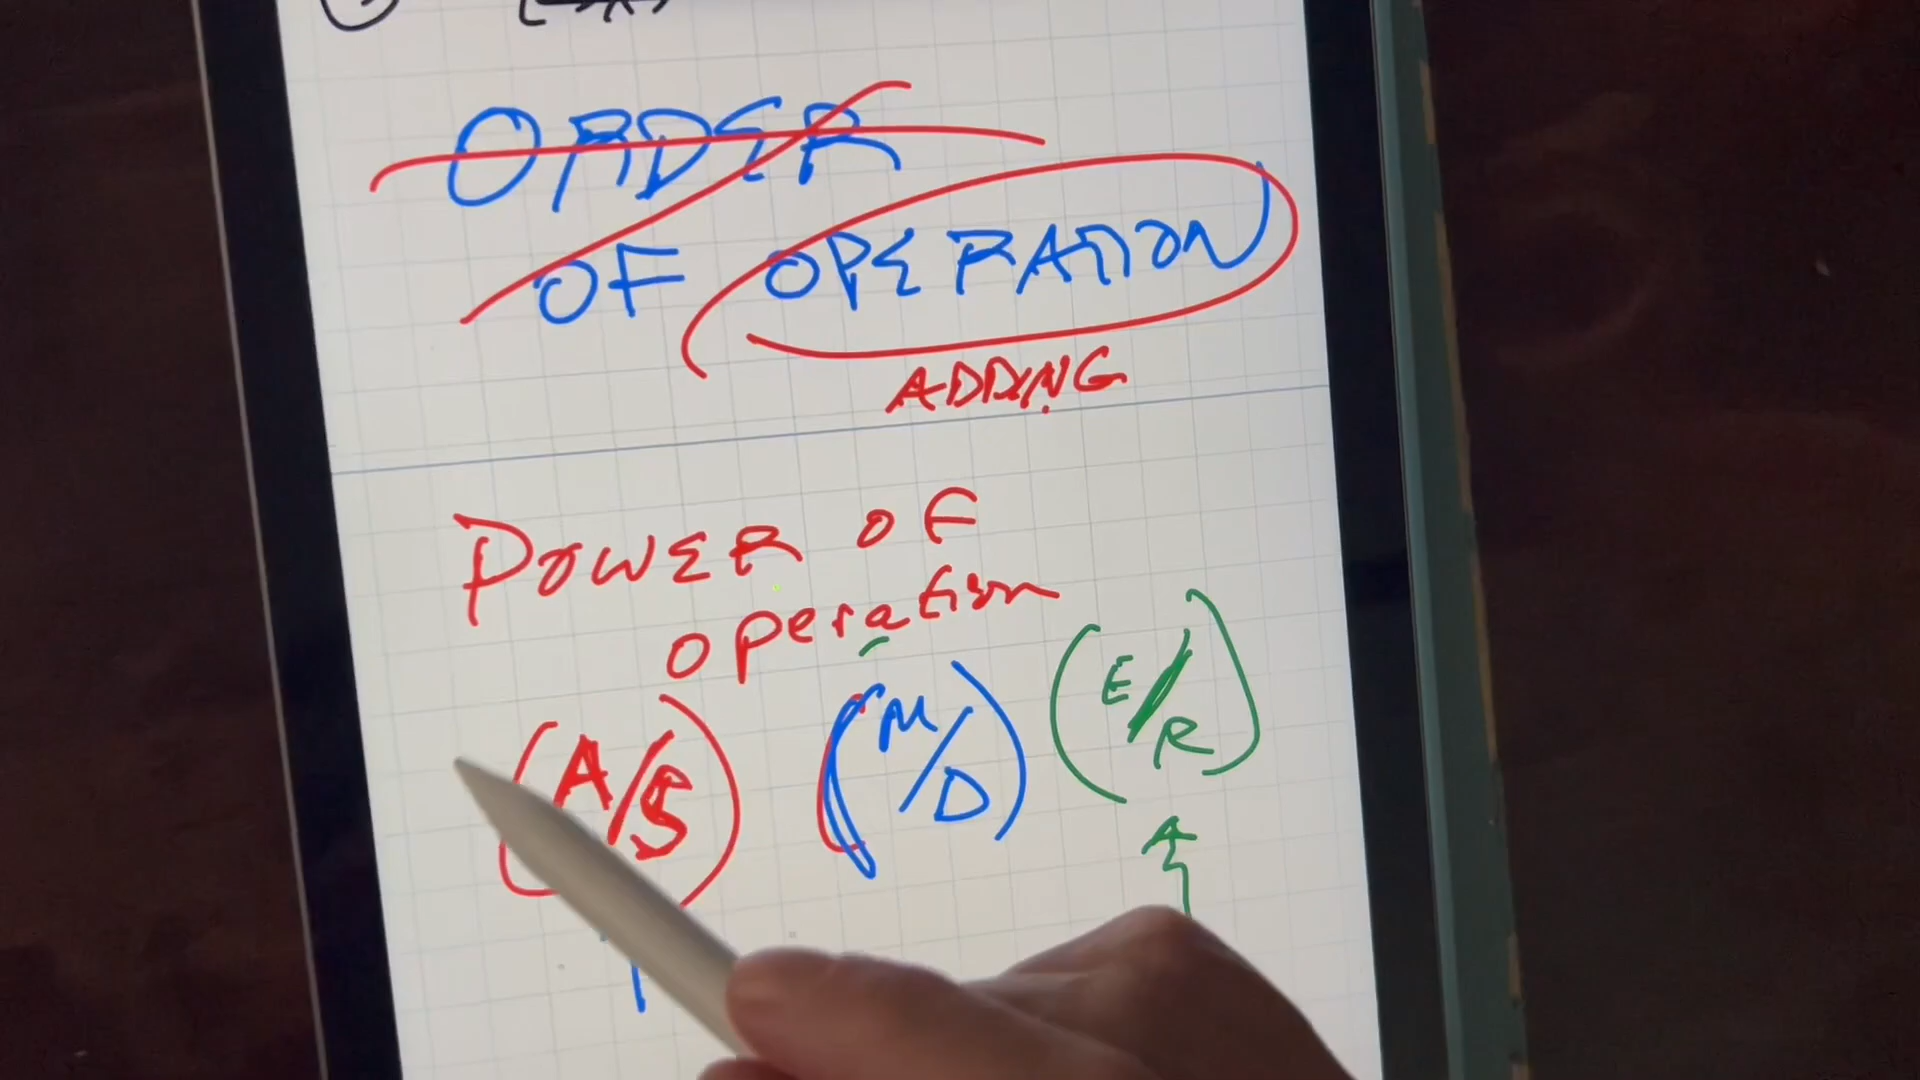 ORDER
OF OPERATION
ADDING
POWER OF
operation
(A/S) (M/D) (E/R)